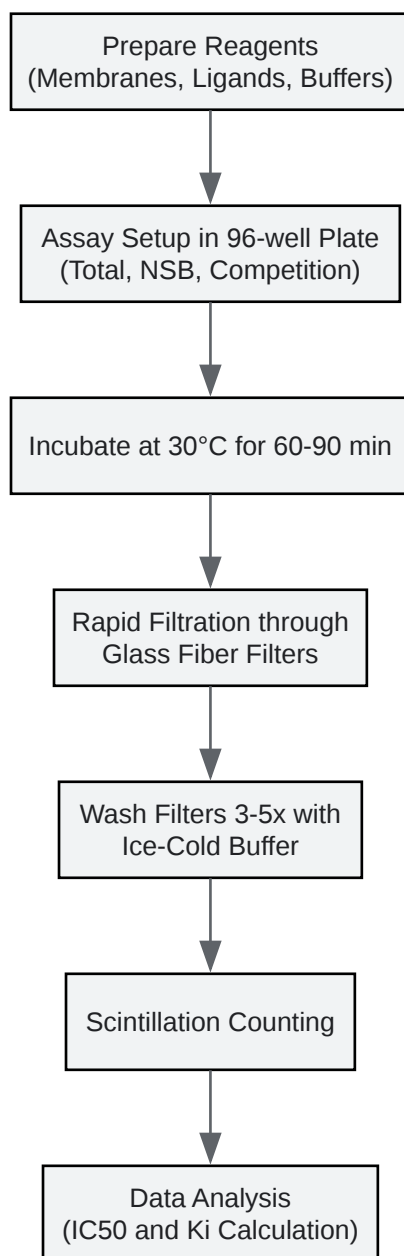 Prepare Reagents
(Membranes, Ligands, Buffers)
Assay Setup in 96-well Plate
(Total, NSB, Competition)
Incubate at 30°C for 60-90 min
Rapid Filtration through
Glass Fiber Filters
Wash Filters 3-5x with
Ice-Cold Buffer
Scintillation Counting
Data Analysis
(IC50 and Ki Calculation)